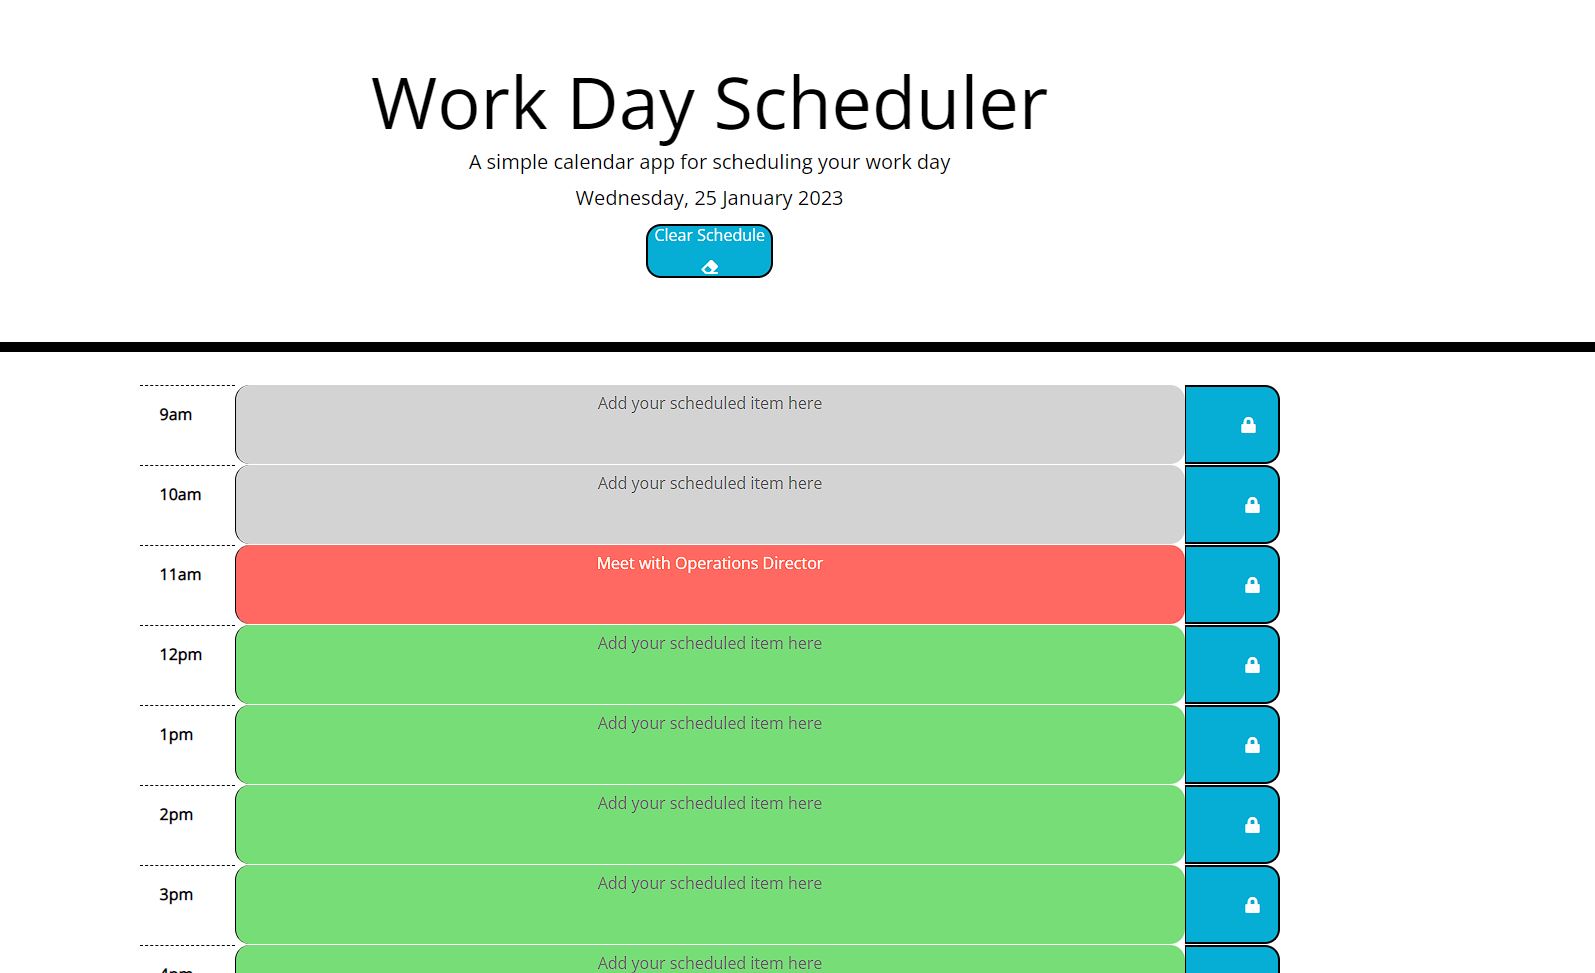 Work Day Scheduler
A simple calendar app for scheduling your work day
Wednesday, 25 January 2023
Clear Schedule
9am Add your scheduled item here
10am Add your scheduled item here
11am Meet with Operations Director
12pm Add your scheduled item here
1pm Add your scheduled item here
2pm Add your scheduled item here
3pm Add your scheduled item here
4pm Add your scheduled item here